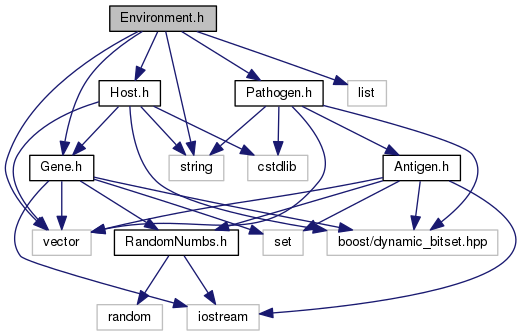 Environment.h
Host.h
Pathogen.h
list
Gene.h
string
cstdlib
Antigen.h
vector
RandomNumbs.h
set
boost/dynamic_bitset.hpp
random
iostream